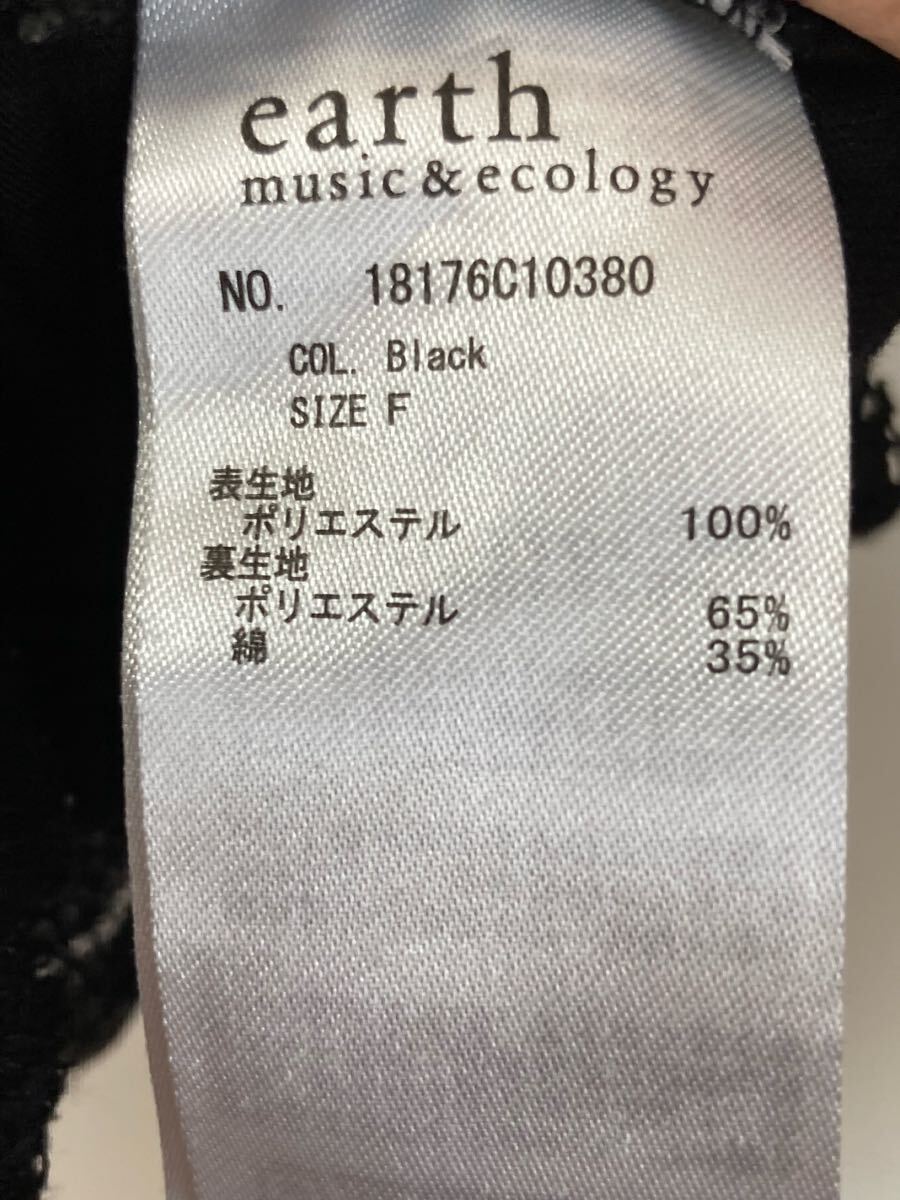 earth
music & ecology
NO. 18176C10380
COL. Black
SIZE F
表生地
ポリエステル 100%
裏生地
ポリエステル 65%
綿 35%